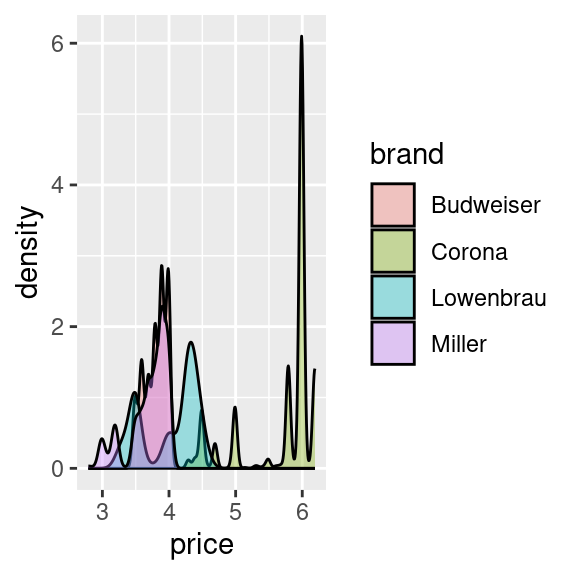 6
4
2
0
density
3 4 5 6
price
brand
Budweiser
Corona
Lowenbrau
Miller